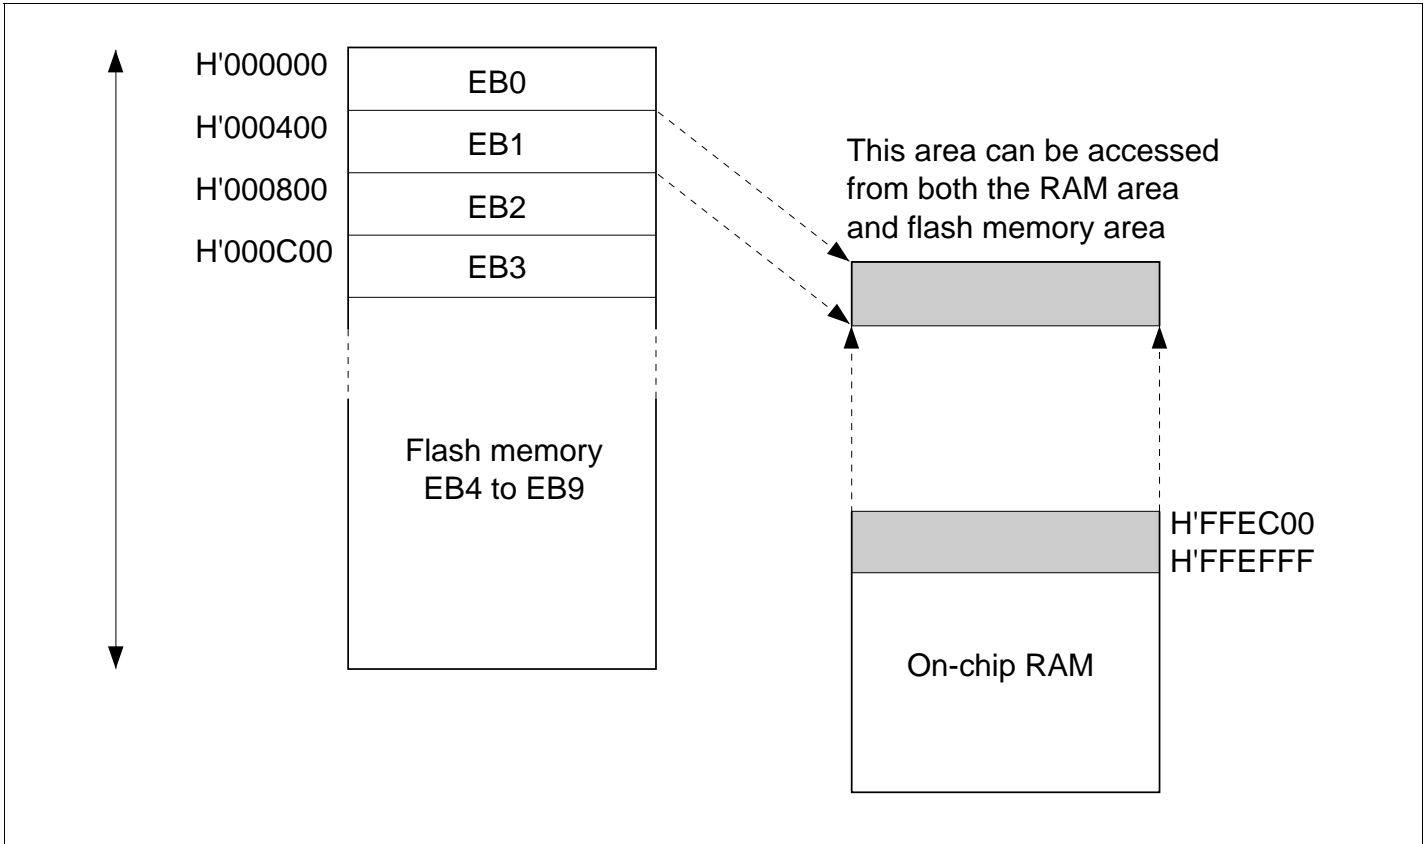 H'000000
EB0
H'000400
EB1
H'000800
EB2
H'000C00
EB3
Flash memory
EB4 to EB9
This area can be accessed
from both the RAM area
and flash memory area
H'FFEC00
H'FFEFFF
On-chip RAM